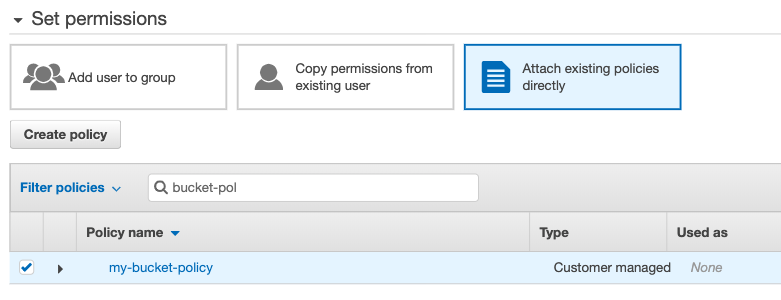 Set permissions
Add user to group
Copy permissions from
existing user
Attach existing policies
directly
Create policy
Filter policies
bucket-pol
Policy name Type Used as
my-bucket-policy Customer managed None